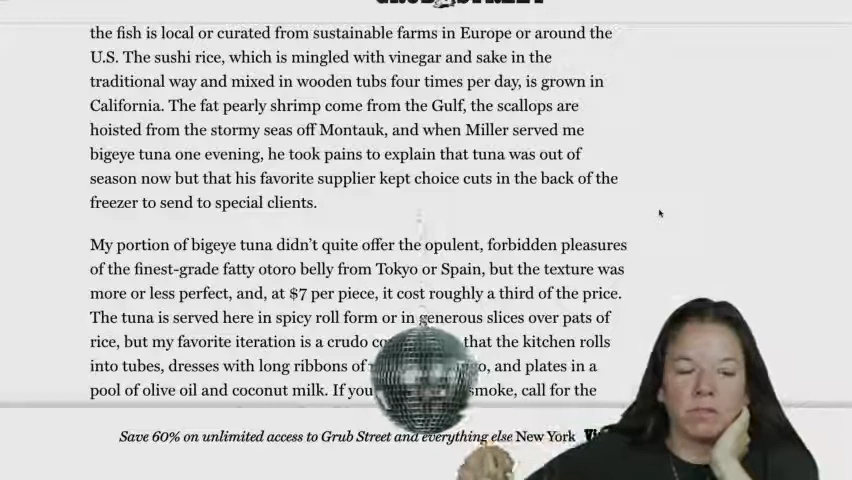 GRUB STREET
the fish is local or curated from sustainable farms in Europe or around the
U.S. The sushi rice, which is mingled with vinegar and sake in the
traditional way and mixed in wooden tubs four times per day, is grown in
California. The fat pearly shrimp come from the Gulf, the scallops are
hoisted from the stormy seas off Montauk, and when Miller served me
bigeye tuna one evening, he took pains to explain that tuna was out of
season now but that his favorite supplier kept choice cuts in the back of the
freezer to send to special clients.
My portion of bigeye tuna didn't quite offer the opulent, forbidden pleasures
of the finest-grade fatty otoro belly from Tokyo or Spain, but the texture was
more or less perfect, and, at $7 per piece, it cost roughly a third of the price.
The tuna is served here in spicy roll form or in generous slices over pats of
rice, but my favorite iteration is a crudo that the kitchen rolls
into tubes, dresses with long ribbons of and plates in a
pool of olive oil and coconut milk. If you smoke, call for the
Save 60% on unlimited access to Grub Street and everything else New York